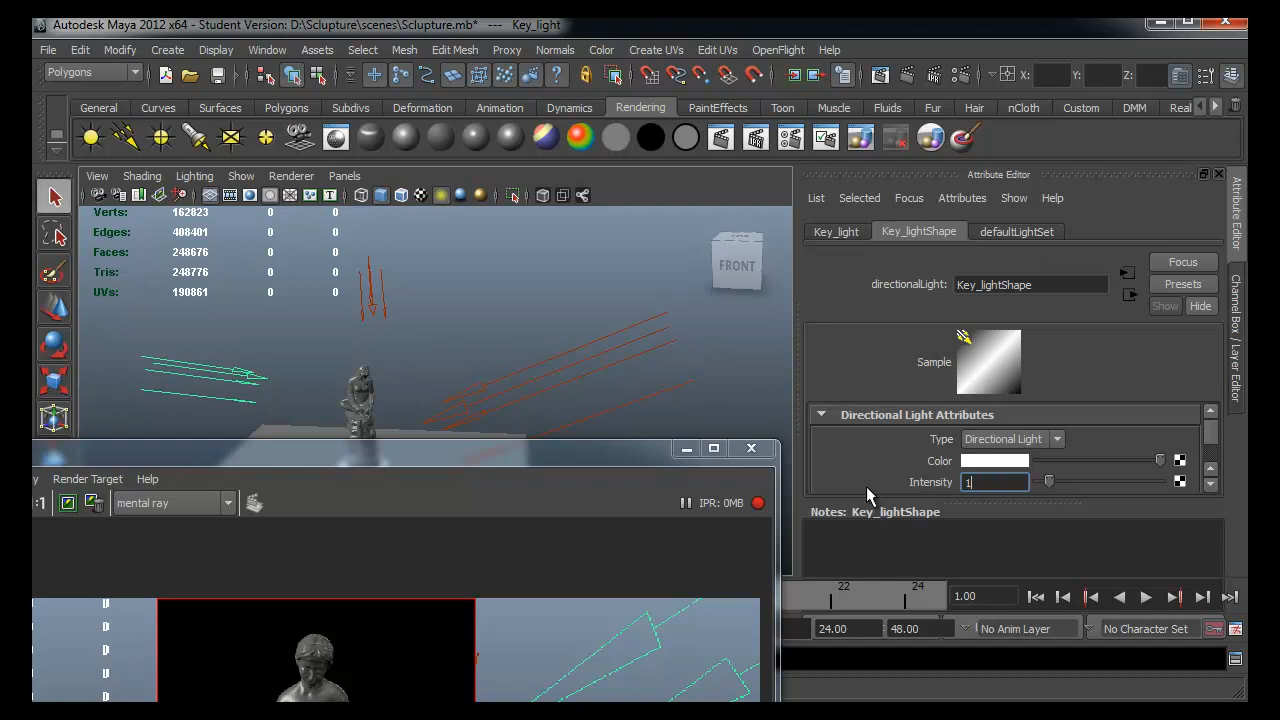 Autodesk Maya 2012 x64 - Student Version: D:\Sclupture\scenes\Sclupture.mb* --- Key_light
File Edit Modify Create Display Window Assets Select Mesh Edit Mesh Proxy Normals Color Create UVs Edit UVs OpenFlight Help
Polygons X: Y: Z:
General Curves Surfaces Polygons Subdivs Deformation Animation Dynamics Rendering PaintEffects Toon Muscle Fluids Fur Hair nCloth Custom DMM Real
View Shading Lighting Show Renderer Panels
Verts: 162823 0 0
Edges: 408401 0 0
Faces: 248676 0 0
Tris: 248776 0 0
UVs: 190861 0 0
FRONT
Attribute Editor
List Selected Focus Attributes Show Help
Key_light Key_lightShape defaultLightSet
directionalLight: Key_lightShape
Focus
Presets
Show Hide
Sample
Directional Light Attributes
Type Directional Light
Color
Intensity 1
Notes: Key_lightShape
Attribute Editor
Channel Box / Layer Editor
y Render Target Help
:1 mental ray IPR: 0MB
22 24 1.00
24.00 48.00 No Anim Layer No Character Set